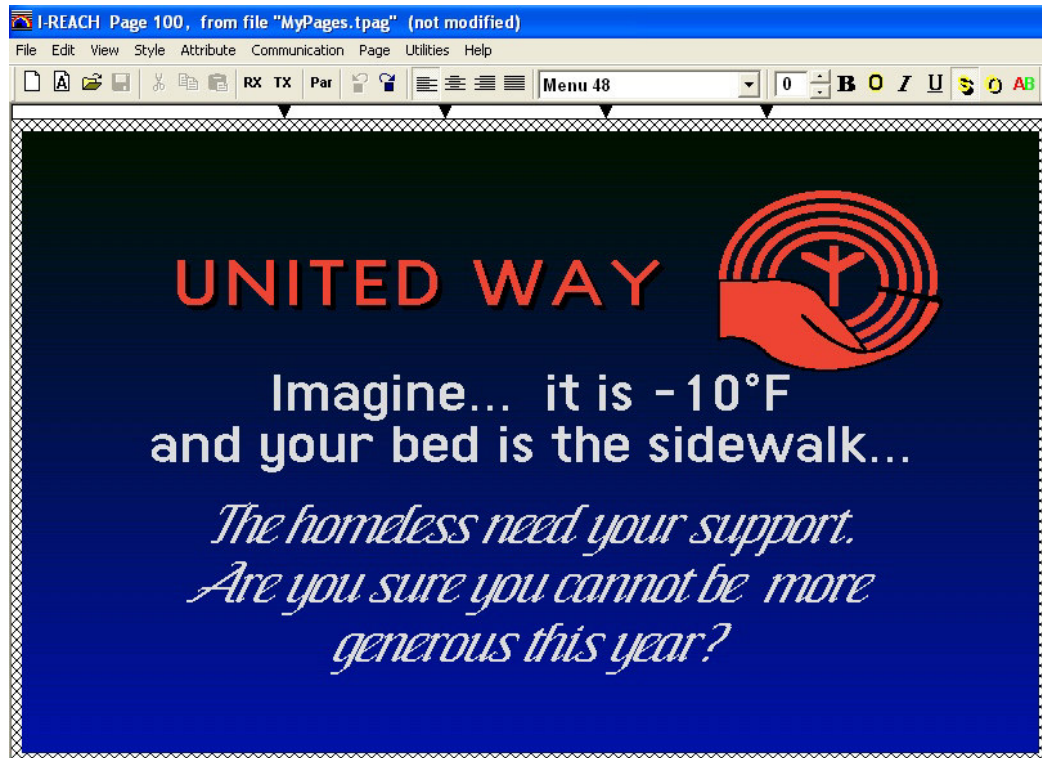 I-REACH Page 100, from file "MyPages.tpag" (not modified)
File Edit View Style Attribute Communication Page Utilities Help
A RX TX Par Menu 48 0 B O I U S O AB
UNITED WAY
Imagine... it is -10°F
and your bed is the sidewalk...
The homeless need your support.
Are you sure you cannot be more
generous this year?